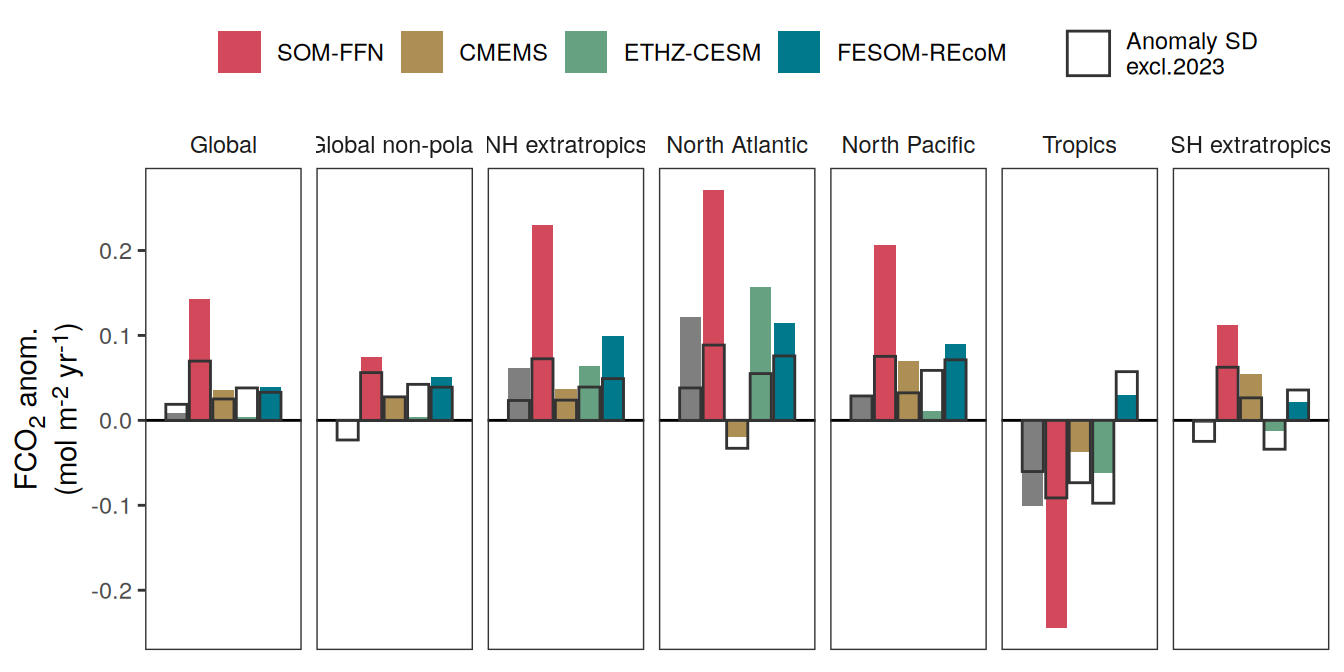 SOM-FFN CMEMS ETHZ-CESM FESOM-REcoM Anomaly SD
excl.2023
Global Global non-pola NH extratropics North Atlantic North Pacific Tropics SH extratropics
FCO₂ anom.
(mol m⁻² yr⁻¹)
0.2
0.1
0.0
-0.1
-0.2